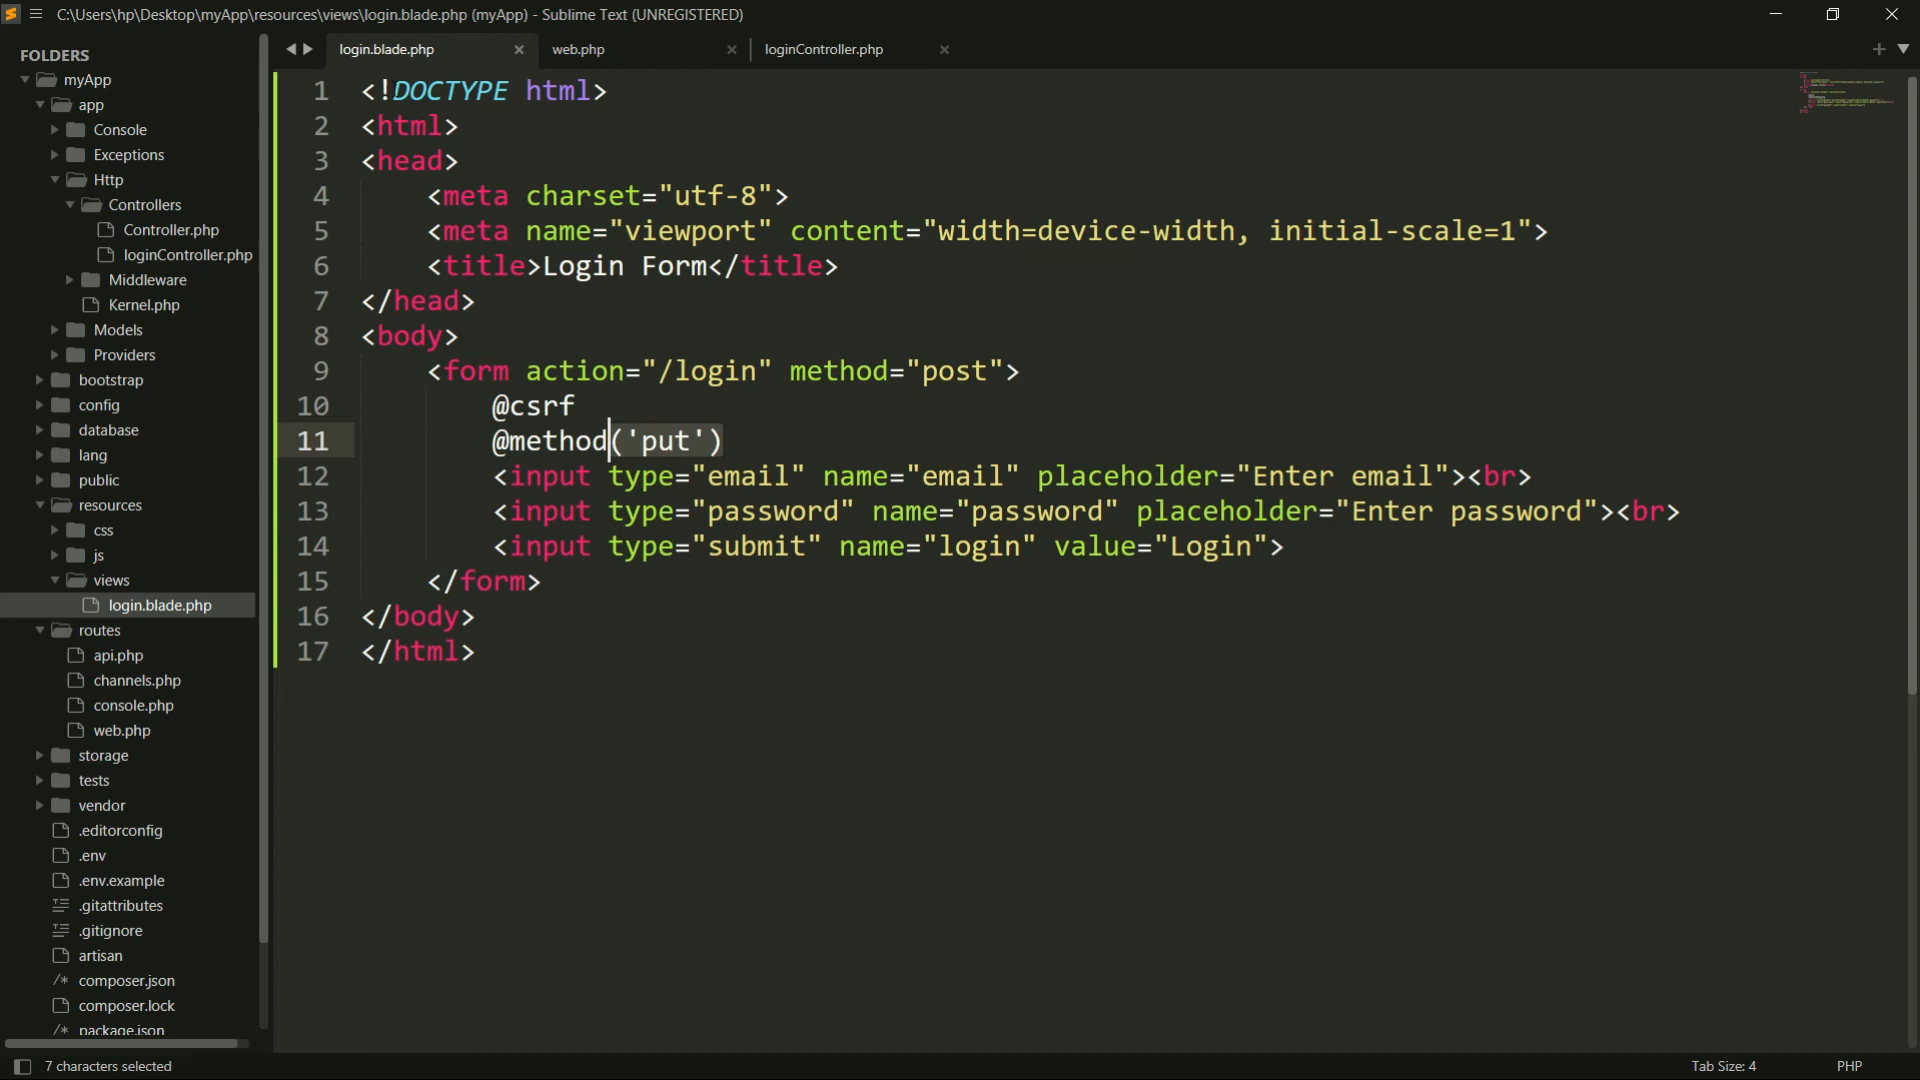 C:\Users\hp\Desktop\myApp\resources\views\login.blade.php (myApp) - Sublime Text (UNREGISTERED)
FOLDERS
myApp
app
Console
Exceptions
Http
Controllers
Controller.php
loginController.php
Middleware
Kernel.php
Models
Providers
bootstrap
config
database
lang
public
resources
css
js
views
login.blade.php
routes
api.php
channels.php
console.php
web.php
storage
tests
vendor
.editorconfig
.env
.env.example
.gitattributes
.gitignore
artisan
/* composer.json
composer.lock
/* package.json
login.blade.php
web.php
loginController.php
1 <!DOCTYPE html>
2 <html>
3 <head>
4 <meta charset="utf-8">
5 <meta name="viewport" content="width=device-width, initial-scale=1">
6 <title>Login Form</title>
7 </head>
8 <body>
9 <form action="/login" method="post">
10 @csrf
11 @method('put')
12 <input type="email" name="email" placeholder="Enter email"><br>
13 <input type="password" name="password" placeholder="Enter password"><br>
14 <input type="submit" name="login" value="Login">
15 </form>
16 </body>
17 </html>
7 characters selected
Tab Size: 4
PHP